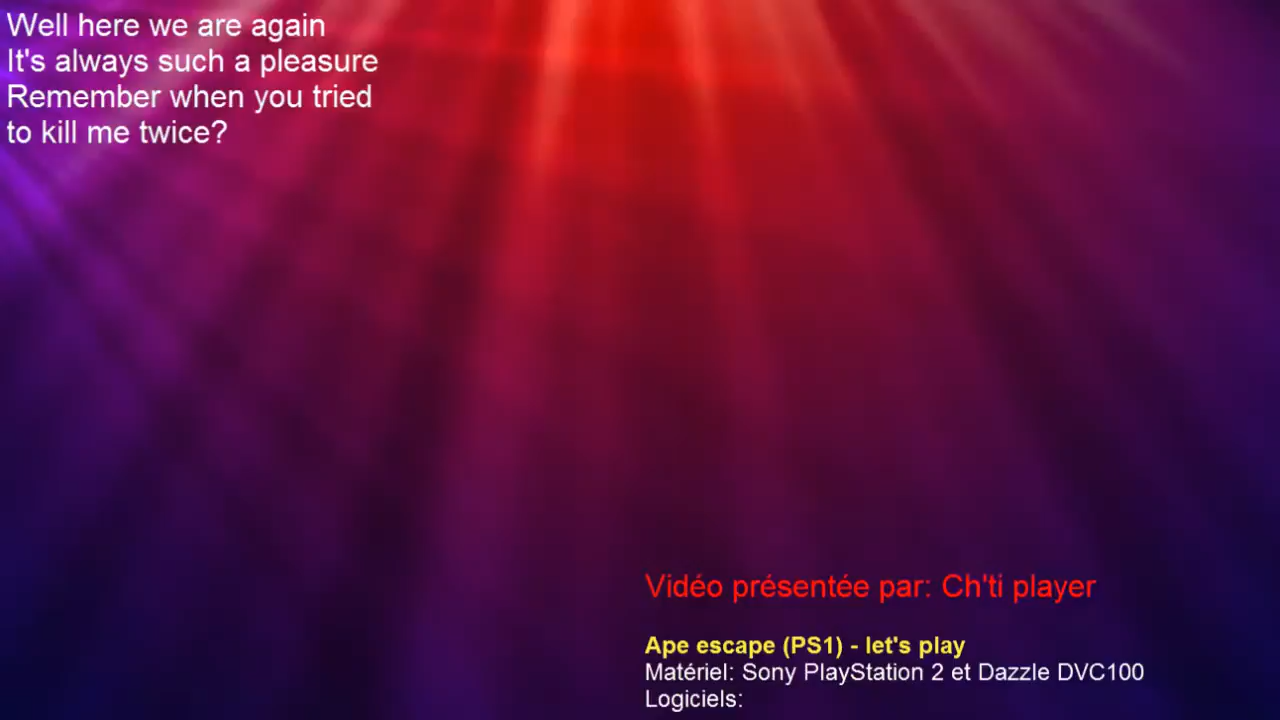 Well here we are again
It's always such a pleasure
Remember when you tried
to kill me twice?
Vidéo présentée par: Ch'ti player
Ape escape (PS1) - let's play
Matériel: Sony PlayStation 2 et Dazzle DVC100
Logiciels: